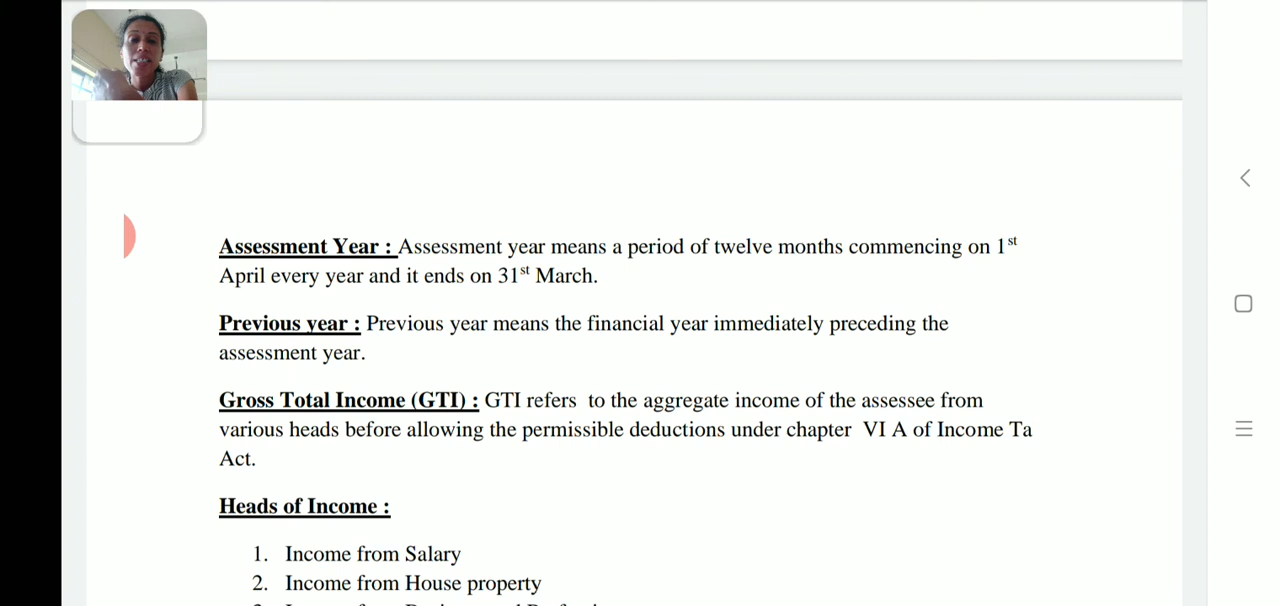 Assessment Year : Assessment year means a period of twelve months commencing on 1st
April every year and it ends on 31st March.
Previous year : Previous year means the financial year immediately preceding the
assessment year.
Gross Total Income (GTI) : GTI refers to the aggregate income of the assessee from
various heads before allowing the permissible deductions under chapter VI A of Income Ta
Act.
Heads of Income :
1. Income from Salary
2. Income from House property